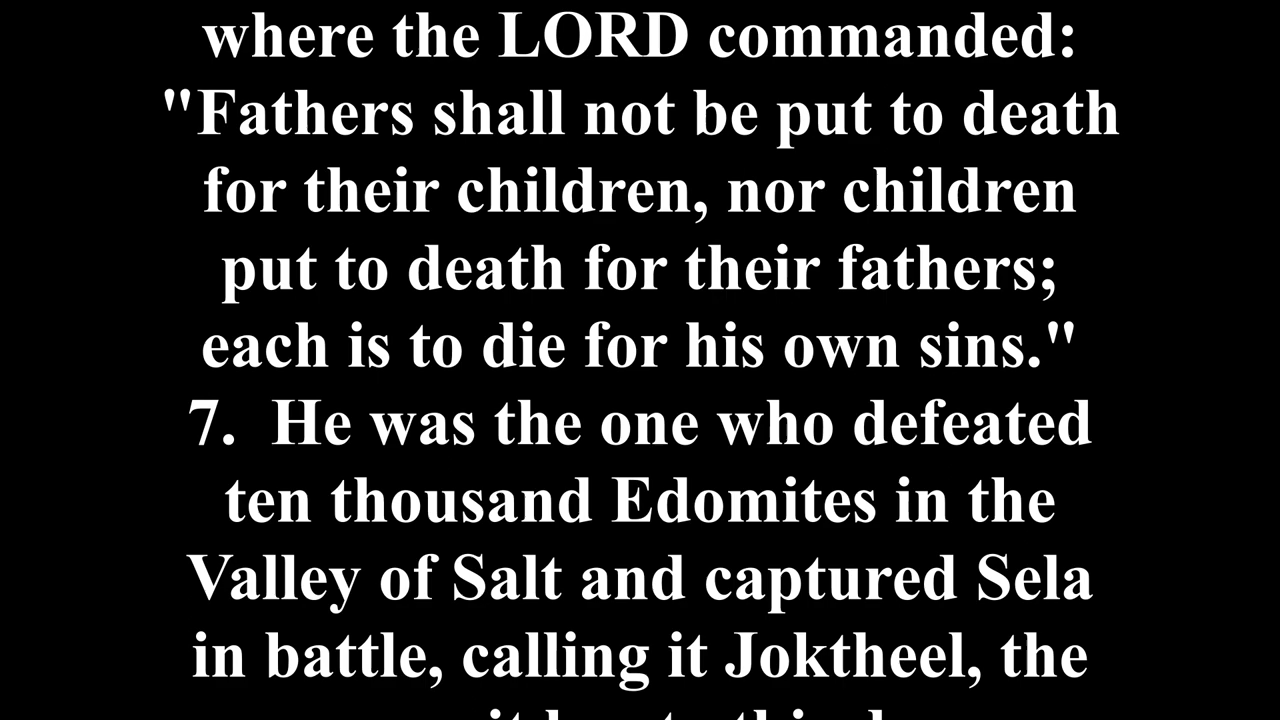 where the LORD commanded:
"Fathers shall not be put to death
for their children, nor children
put to death for their fathers;
each is to die for his own sins."
7.  He was the one who defeated
ten thousand Edomites in the
Valley of Salt and captured Sela
in battle, calling it Joktheel, the